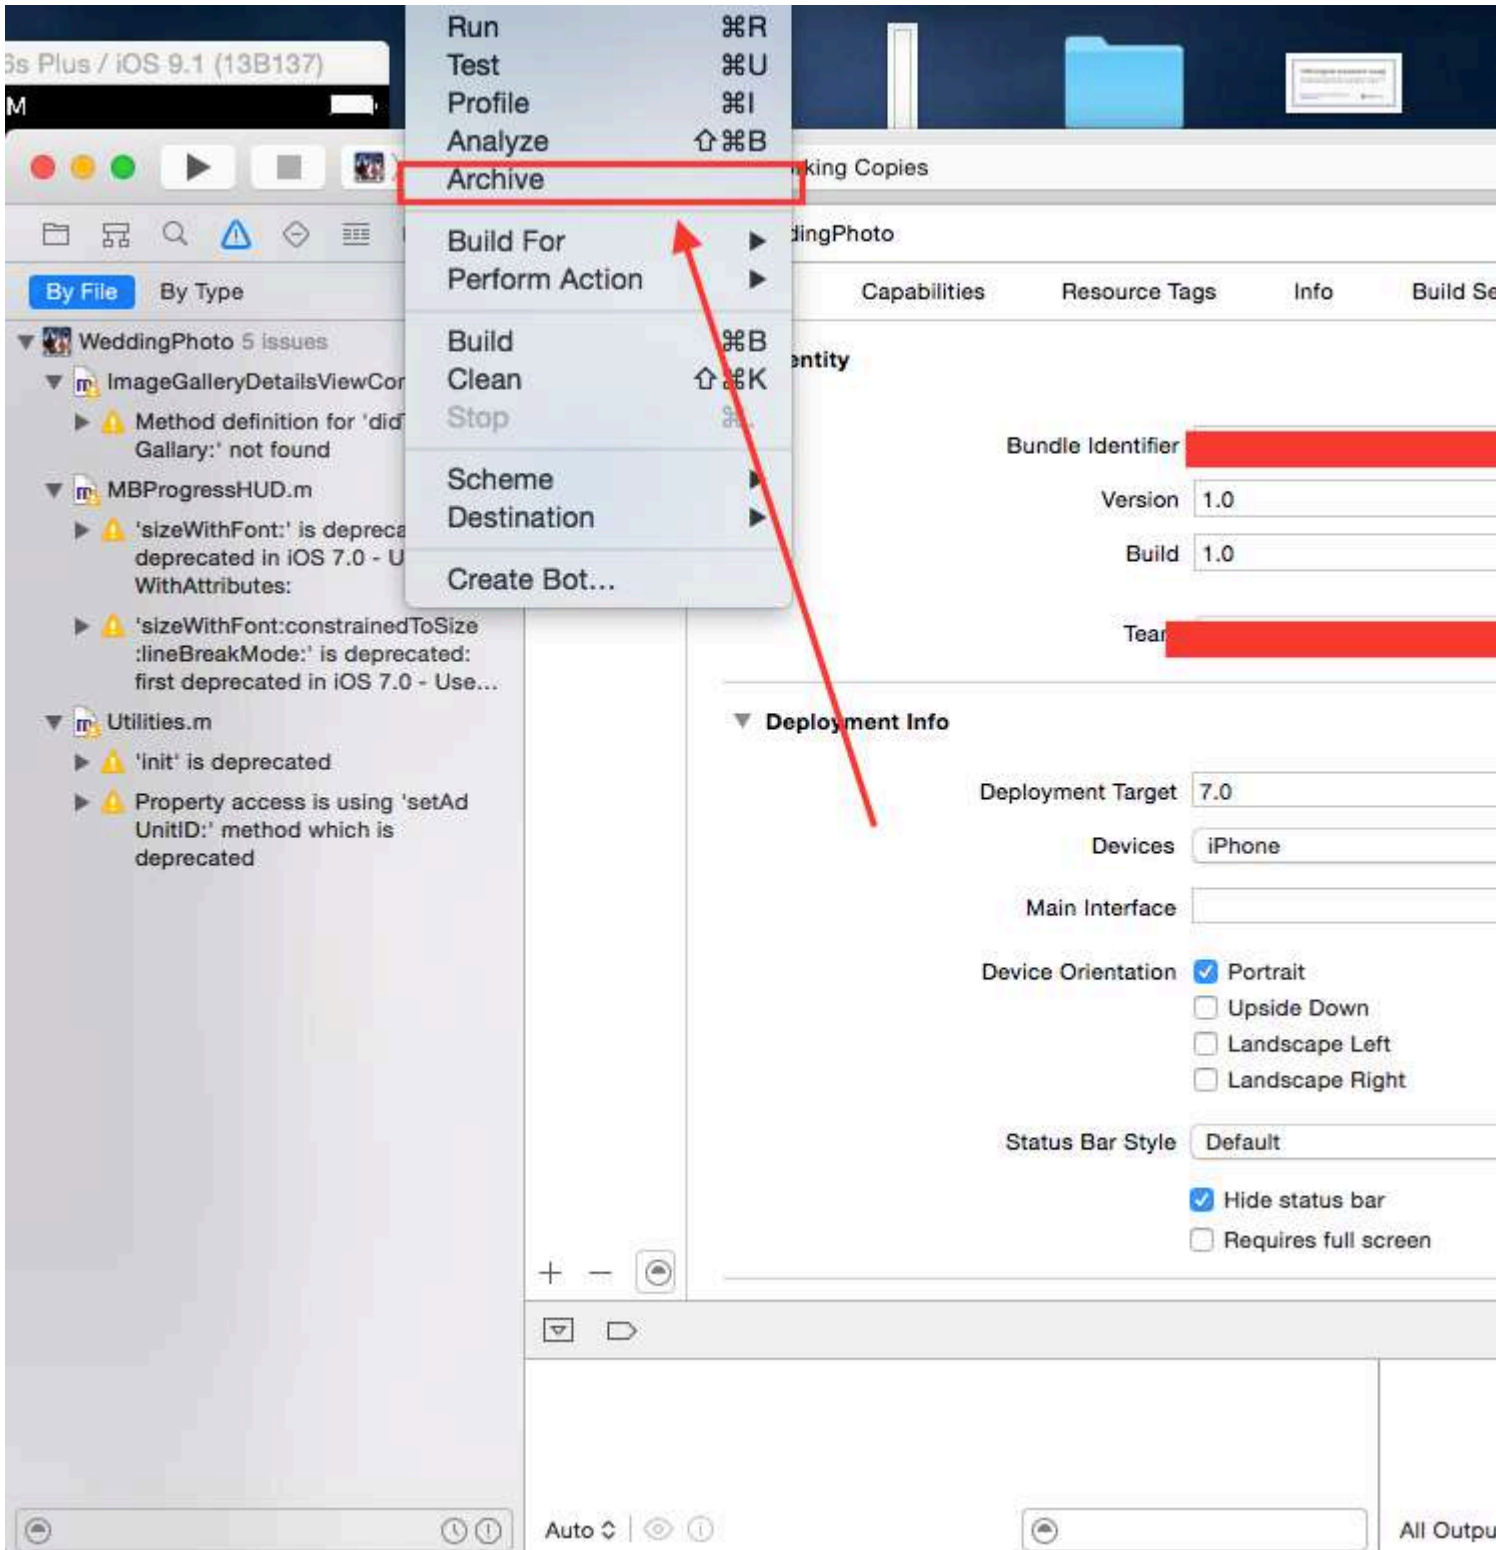 6s Plus / iOS 9.1 (13B137)
M
Run ⌘R
Test ⌘U
Profile ⌘I
Analyze ⇧⌘B
Archive
Build For
Perform Action
Build ⌘B
Clean ⇧⌘K
Stop ⌘.
Scheme
Destination
Create Bot...
rking Copies
dingPhoto
Capabilities Resource Tags Info Build Se
By File By Type
WeddingPhoto 5 issues
ImageGalleryDetailsViewCor
Method definition for 'did
Gallary:' not found
MBProgressHUD.m
'sizeWithFont:' is depreca
deprecated in iOS 7.0 - U
WithAttributes:
'sizeWithFont:constrainedToSize
:lineBreakMode:' is deprecated:
first deprecated in iOS 7.0 - Use...
Utilities.m
'init' is deprecated
Property access is using 'setAd
UnitID:' method which is
deprecated
entity
Bundle Identifier
Version 1.0
Build 1.0
Tear
Deployment Info
Deployment Target 7.0
Devices iPhone
Main Interface
Device Orientation Portrait
Upside Down
Landscape Left
Landscape Right
Status Bar Style Default
Hide status bar
Requires full screen
Auto
All Outpu